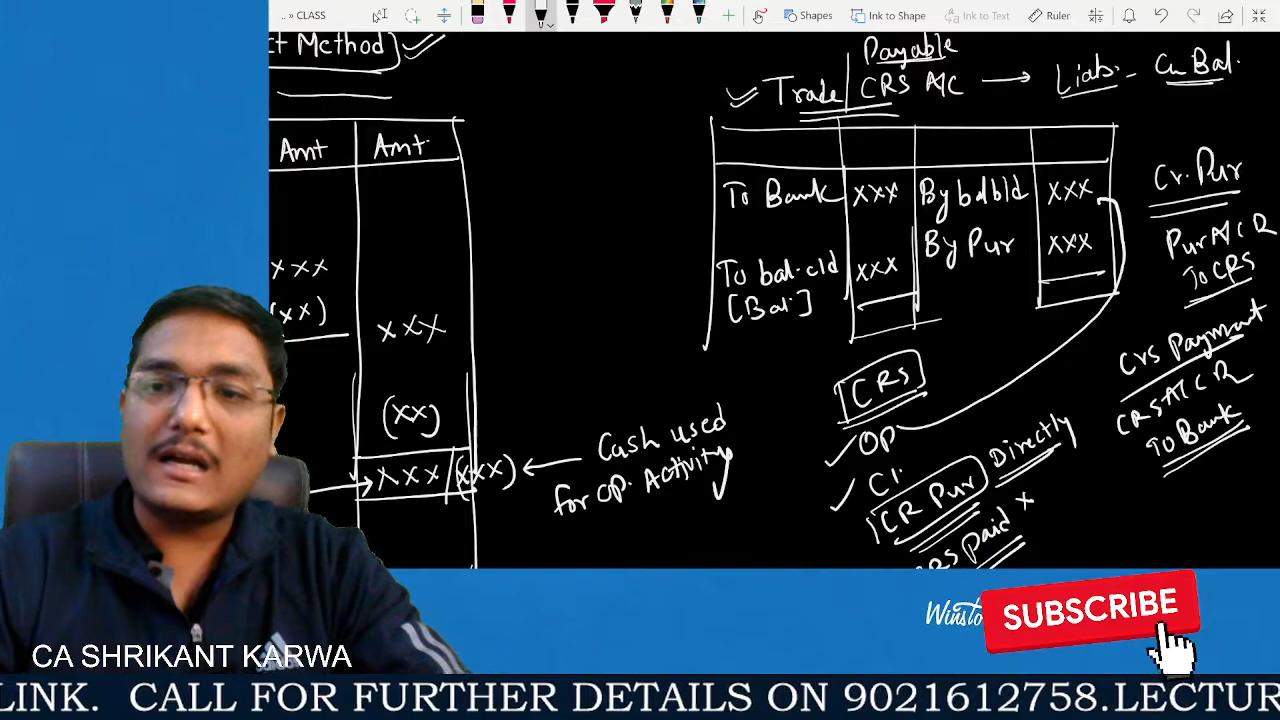 .. » CLASS
Shapes
Ink to Shape
Ink to Text
Ruler
ct Method]
Amt Amt.
xxx
(xx)
xxx
(xx)
xxx/(xxx)
Cash used
for OP. Activity
Payable
Trade CRS A/C → Liab. - Cr. Bal.
To Bank xxx By bal b/d xxx
By Pur xxx
To bal. c/d xxx
[Bal.]
CRS
OP
Cl.
CR Pur Directly
CRS Paid x
Cr. Pur
Pur A/C DR
To CRS
Crs Payment
CRS A/C DR
To Bank
SUBSCRIBE
CA SHRIKANT KARWA
LINK. CALL FOR FURTHER DETAILS ON 9021612758.LECTUR